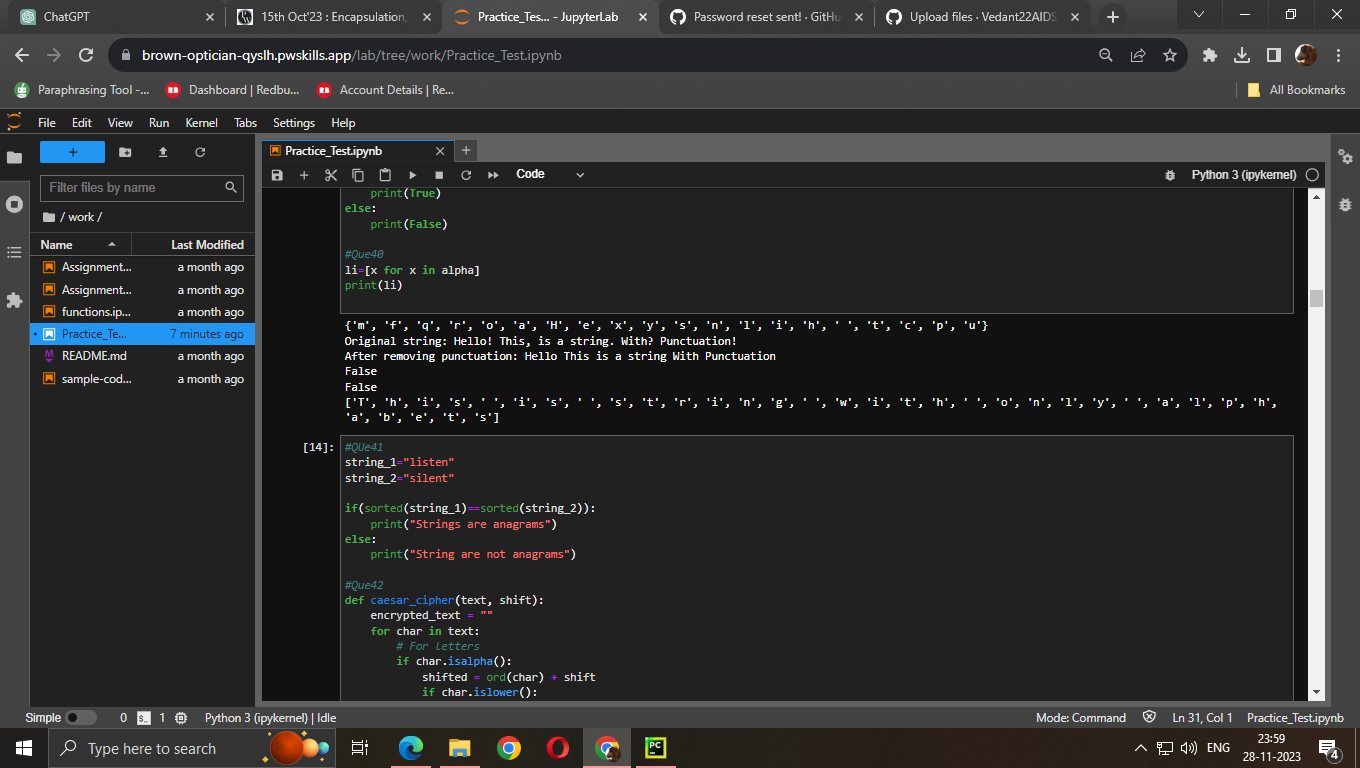 ChatGPT
15th Oct'23 : Encapsulation,
Practice_Tes... - JupyterLab
Password reset sent! · GitHu
Upload files · Vedant22AIDS
brown-optician-qyslh.pwskills.app/lab/tree/work/Practice_Test.ipynb
Paraphrasing Tool -...
Dashboard | Redbu...
Account Details | Re...
All Bookmarks
File Edit View Run Kernel Tabs Settings Help
Filter files by name
/ work /
Name Last Modified
Assignment... a month ago
Assignment... a month ago
functions.ip... a month ago
Practice_Te... 7 minutes ago
README.md a month ago
sample-cod... a month ago
Practice_Test.ipynb
Code
Python 3 (ipykernel)
print(True)
else:
print(False)
#Que40
li=[x for x in alpha]
print(li)
{'m', 'f', 'q', 'r', 'o', 'a', 'H', 'e', 'x', 'y', 's', 'n', 'l', 'i', 'h', ' ', 't', 'c', 'p', 'u'}
Original string: Hello! This, is a string. With? Punctuation!
After removing punctuation: Hello This is a string With Punctuation
False
False
['T', 'h', 'i', 's', ' ', 'i', 's', ' ', 's', 't', 'r', 'i', 'n', 'g', ' ', 'w', 'i', 't', 'h', ' ', 'o', 'n', 'l', 'y', ' ', 'a', 'l', 'p', 'h',
'a', 'b', 'e', 't', 's']
[14]:
#QUe41
string_1="listen"
string_2="silent"
if(sorted(string_1)==sorted(string_2)):
print("Strings are anagrams")
else:
print("String are not anagrams")
#Que42
def caesar_cipher(text, shift):
encrypted_text = ""
for char in text:
# For Letters
if char.isalpha():
shifted = ord(char) + shift
if char.islower():
Simple 0 1 Python 3 (ipykernel) | Idle
Mode: Command Ln 31, Col 1 Practice_Test.ipynb
Type here to search
ENG
23:59
28-11-2023
4